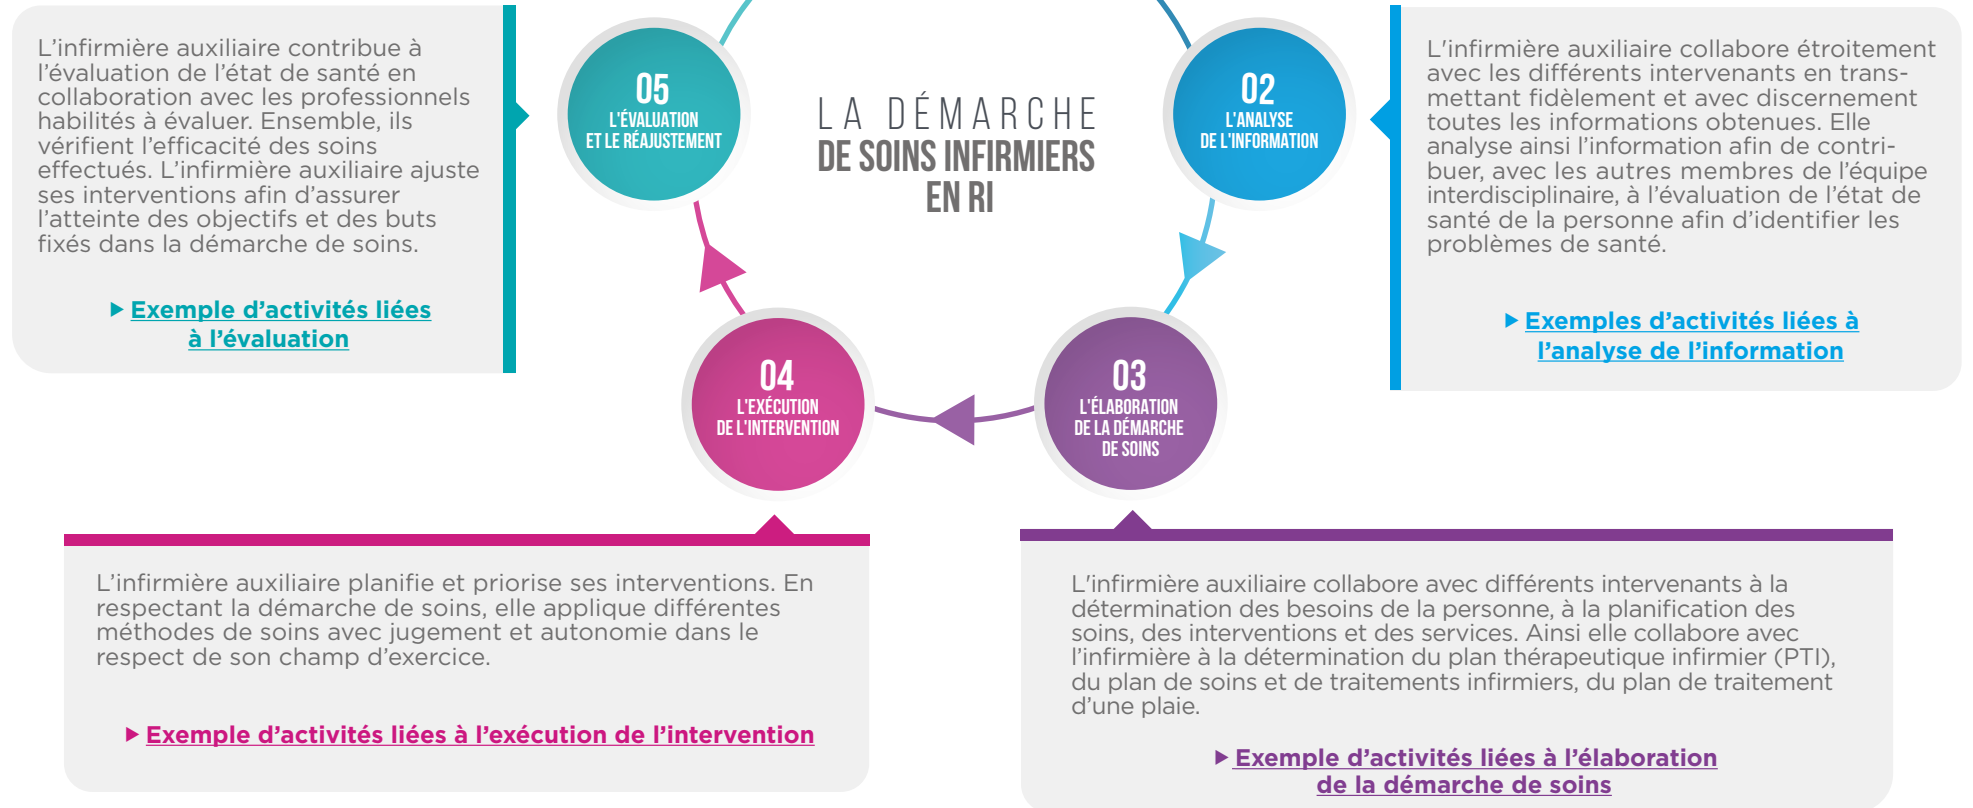 LA DÉMARCHE
DE SOINS INFIRMIERS
EN RI
02
L'ANALYSE
DE L'INFORMATION
L'infirmière auxiliaire collabore étroitement
avec les différents intervenants en trans-
mettant fidèlement et avec discernement
toutes les informations obtenues. Elle
analyse ainsi l’information afin de contri-
buer, avec les autres membres de l’équipe
interdisciplinaire, à l’évaluation de l’état de
santé de la personne afin d’identifier les
problèmes de santé.
Exemples d’activités liées à
l’analyse de l’information
03
L'ÉLABORATION
DE LA DÉMARCHE
DE SOINS
L'infirmière auxiliaire collabore avec différents intervenants à la
détermination des besoins de la personne, à la planification des
soins, des interventions et des services. Ainsi elle collabore avec
l’infirmière à la détermination du plan thérapeutique infirmier (PTI),
du plan de soins et de traitements infirmiers, du plan de traitement
d’une plaie.
Exemple d’activités liées à l’élaboration
de la démarche de soins
04
L'EXÉCUTION
DE L'INTERVENTION
L’infirmière auxiliaire planifie et priorise ses interventions. En
respectant la démarche de soins, elle applique différentes
méthodes de soins avec jugement et autonomie dans le
respect de son champ d’exercice.
Exemple d’activités liées à l’exécution de l’intervention
05
L'ÉVALUATION
ET LE RÉAJUSTEMENT
L’infirmière auxiliaire contribue à
l’évaluation de l’état de santé en
collaboration avec les professionnels
habilités à évaluer. Ensemble, ils
vérifient l’efficacité des soins
effectués. L’infirmière auxiliaire ajuste
ses interventions afin d’assurer
l’atteinte des objectifs et des buts
fixés dans la démarche de soins.
Exemple d’activités liées
à l’évaluation